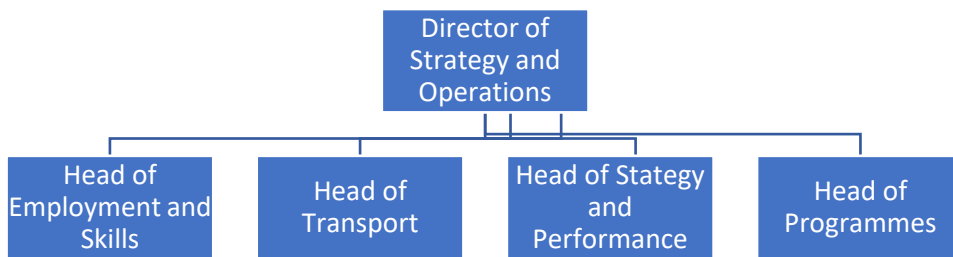 Director of
Strategy and
Operations
Head of
Employment and
Skills
Head of
Transport
Head of Stategy
and
Performance
Head of
Programmes